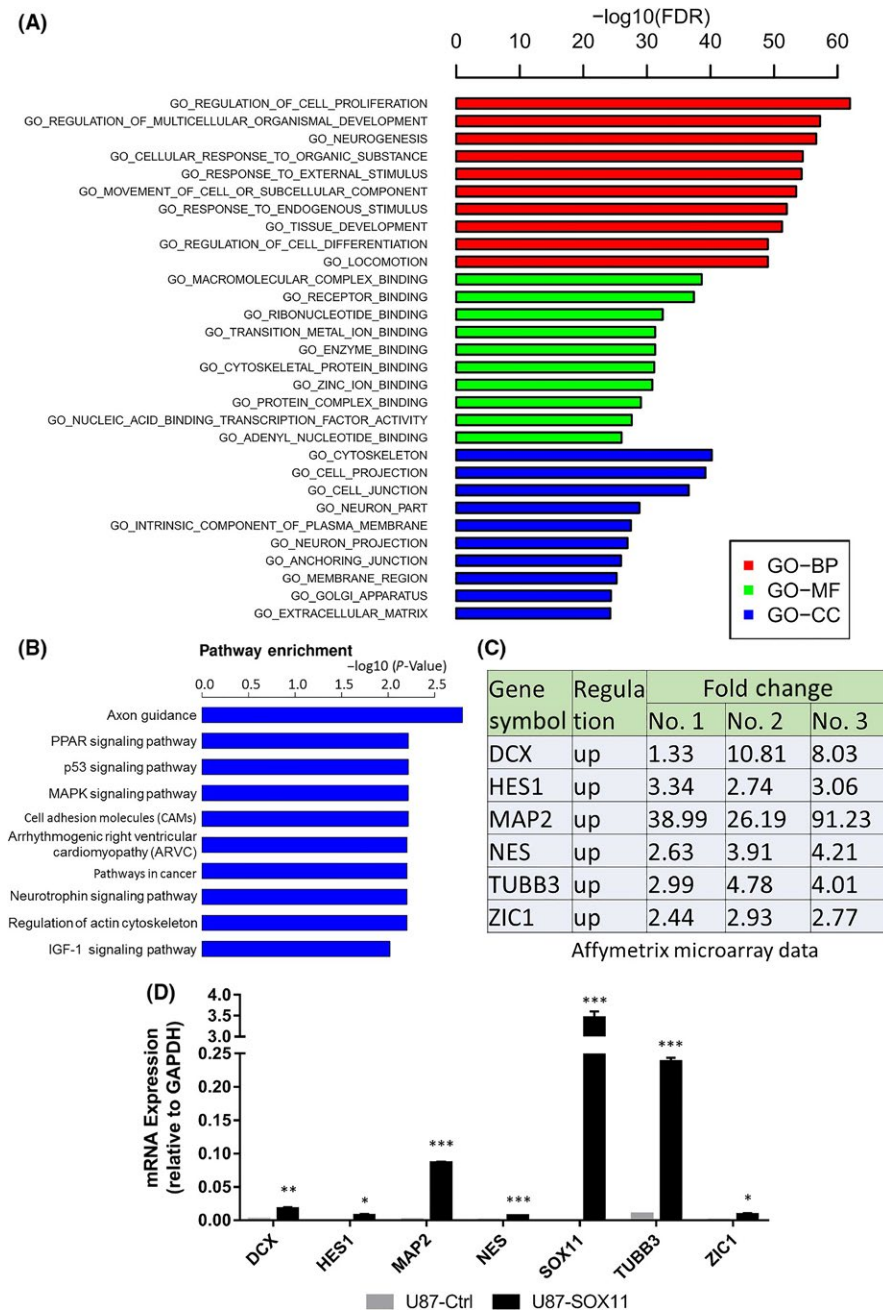 (A)
−log10(FDR)
0 10 20 30 40 50 60
GO_REGULATION_OF_CELL_PROLIFERATION
GO_REGULATION_OF_MULTICELLULAR_ORGANISMAL_DEVELOPMENT
GO_NEUROGENESIS
GO_CELLULAR_RESPONSE_TO_ORGANIC_SUBSTANCE
GO_RESPONSE_TO_EXTERNAL_STIMULUS
GO_MOVEMENT_OF_CELL_OR_SUBCELLULAR_COMPONENT
GO_RESPONSE_TO_ENDOGENOUS_STIMULUS
GO_TISSUE_DEVELOPMENT
GO_REGULATION_OF_CELL_DIFFERENTIATION
GO_LOCOMOTION
GO_MACROMOLECULAR_COMPLEX_BINDING
GO_RECEPTOR_BINDING
GO_RIBONUCLEOTIDE_BINDING
GO_TRANSITION_METAL_ION_BINDING
GO_ENZYME_BINDING
GO_CYTOSKELETAL_PROTEIN_BINDING
GO_ZINC_ION_BINDING
GO_PROTEIN_COMPLEX_BINDING
GO_NUCLEIC_ACID_BINDING_TRANSCRIPTION_FACTOR_ACTIVITY
GO_ADENYL_NUCLEOTIDE_BINDING
GO_CYTOSKELETON
GO_CELL_PROJECTION
GO_CELL_JUNCTION
GO_NEURON_PART
GO_INTRINSIC_COMPONENT_OF_PLASMA_MEMBRANE
GO_NEURON_PROJECTION
GO_ANCHORING_JUNCTION
GO_MEMBRANE_REGION
GO_GOLGI_APPARATUS
GO_EXTRACELLULAR_MATRIX
GO−BP
GO−MF
GO−CC
(B)
Pathway enrichment
−log10 (P-Value)
0.0 0.5 1.0 1.5 2.0 2.5
Axon guidance
PPAR signaling pathway
p53 signaling pathway
MAPK signaling pathway
Cell adhesion molecules (CAMs)
Arrhythmogenic right ventricular
cardiomyopathy (ARVC)
Pathways in cancer
Neurotrophin signaling pathway
Regulation of actin cytoskeleton
IGF-1 signaling pathway
(C)
Gene Regula Fold change
symbol tion No. 1 No. 2 No. 3
DCX up 1.33 10.81 8.03
HES1 up 3.34 2.74 3.06
MAP2 up 38.99 26.19 91.23
NES up 2.63 3.91 4.21
TUBB3 up 2.99 4.78 4.01
ZIC1 up 2.44 2.93 2.77
Affymetrix microarray data
(D)
mRNA Expression
(relative to GAPDH)
4.0
3.5
3.0
0.25
0.20
0.15
0.10
0.05
0.00
** * *** *** *** *** *
DCX HES1 MAP2 NES SOX11 TUBB3 ZIC1
U87-Ctrl U87-SOX11